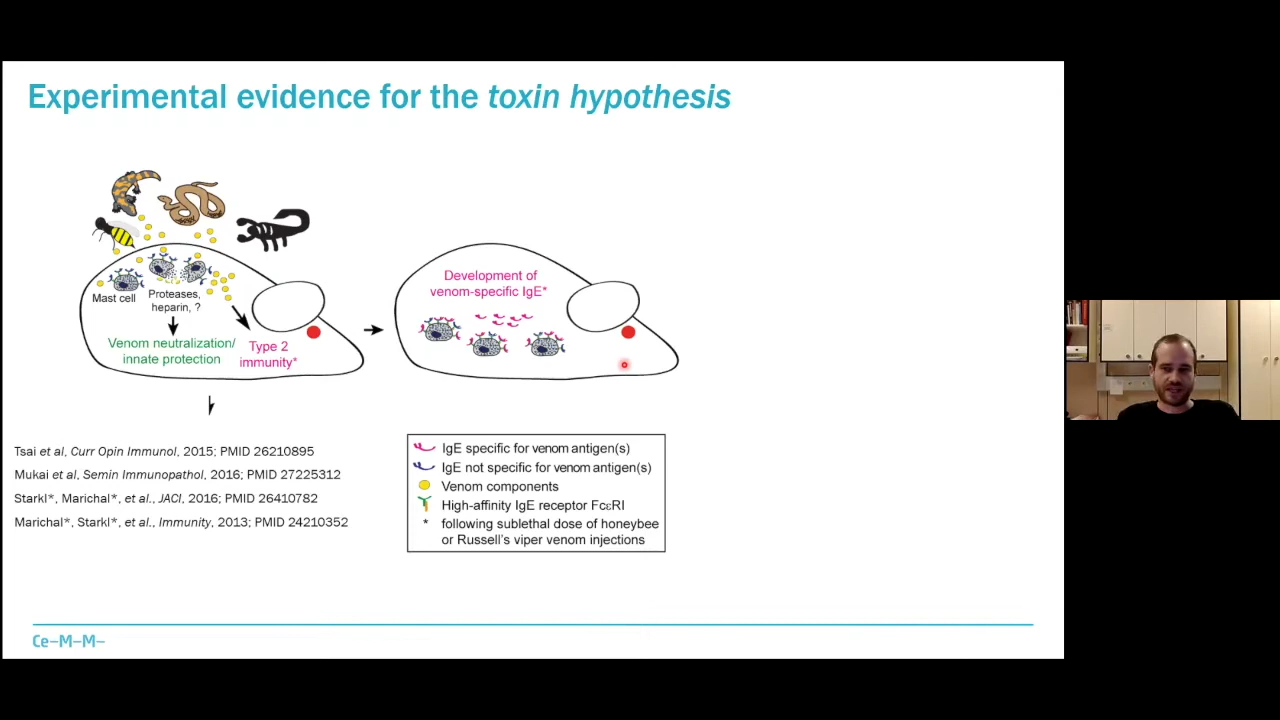 Experimental evidence for the toxin hypothesis
Mast cell
Proteases,
heparin, ?
Venom neutralization/
innate protection
Type 2
immunity*
Development of
venom-specific IgE*
Tsai et al, Curr Opin Immunol, 2015; PMID 26210895
Mukai et al, Semin Immunopathol, 2016; PMID 27225312
Starkl*, Marichal*, et al., JACI, 2016; PMID 26410782
Marichal*, Starkl*, et al., Immunity, 2013; PMID 24210352
IgE specific for venom antigen(s)
IgE not specific for venom antigen(s)
Venom components
High-affinity IgE receptor FcεRI
* following sublethal dose of honeybee
or Russell's viper venom injections
Ce–M–M–